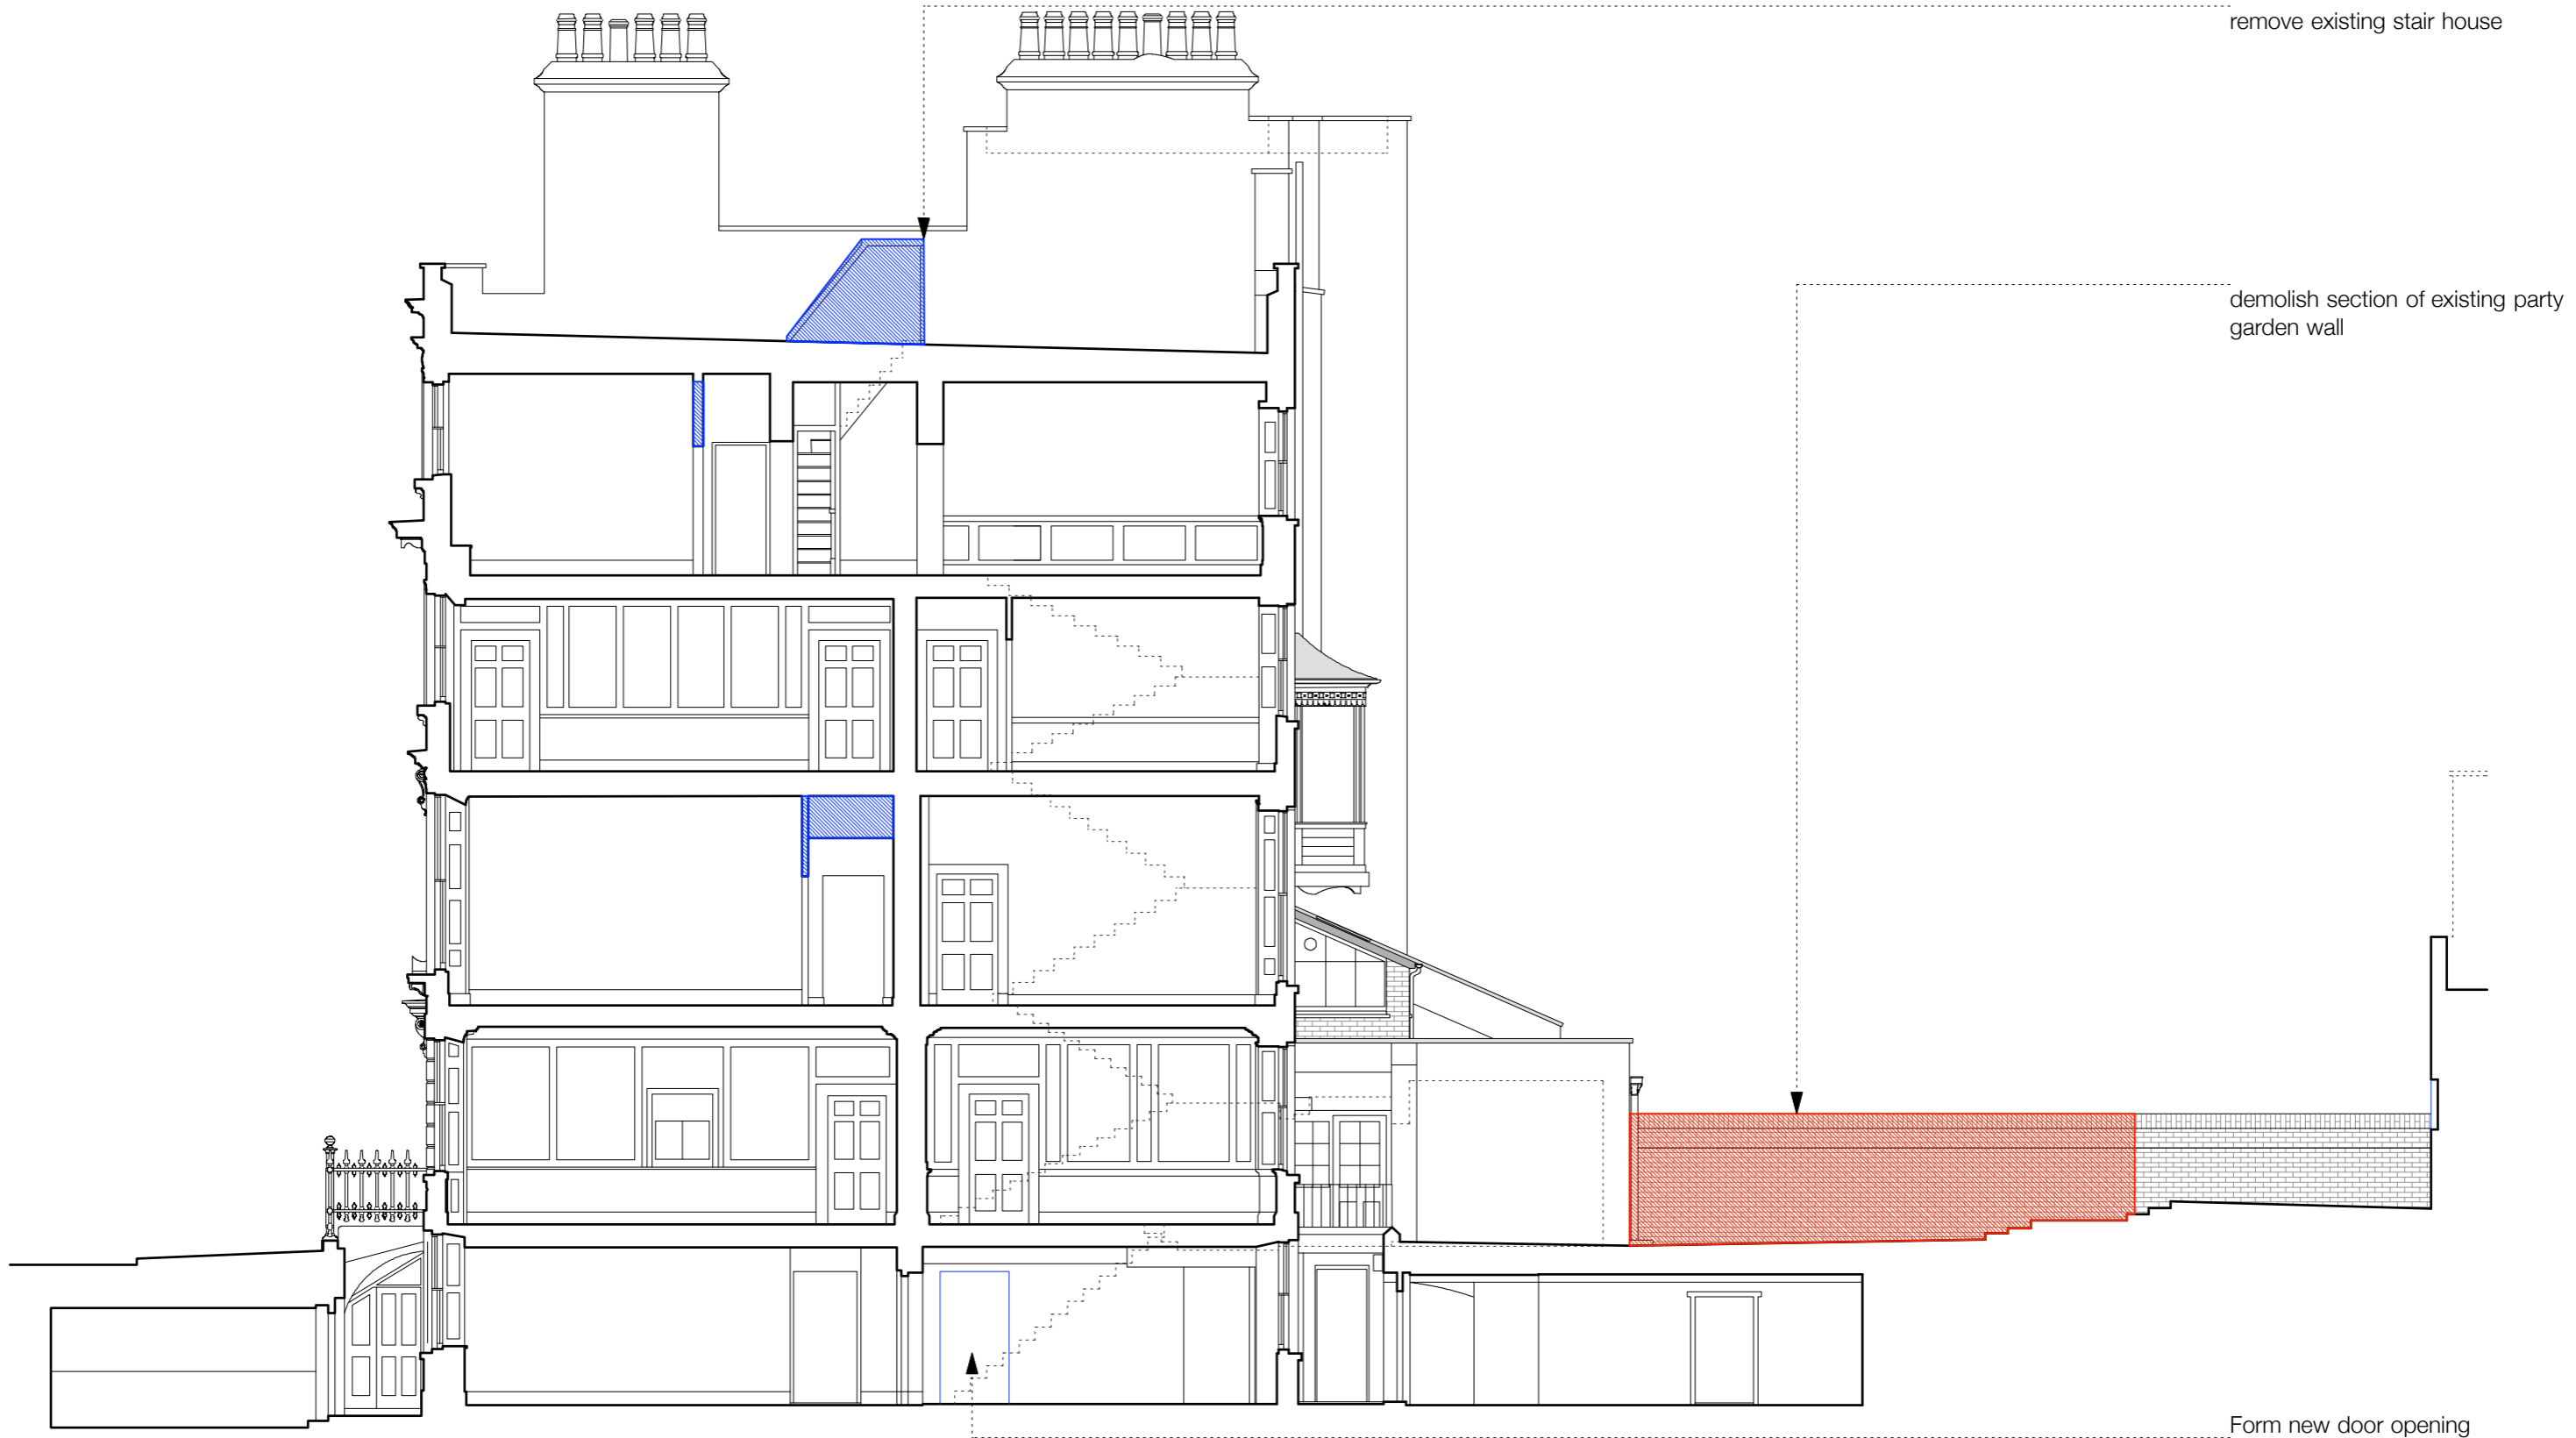 remove existing stair house
demolish section of existing party
garden wall
Form new door opening